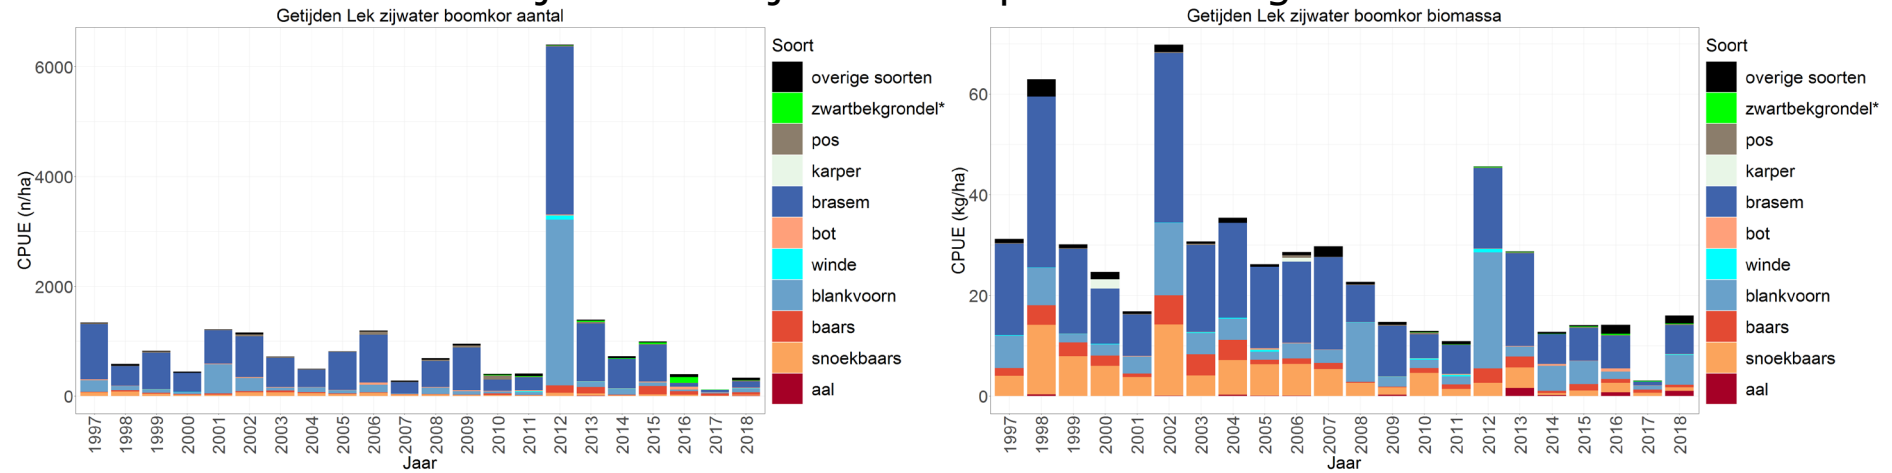 Getijden Lek zijwater boomkor aantal
CPUE (n/ha)
6000
4000
2000
0
1997
1998
1999
2000
2001
2002
2003
2004
2005
2006
2007
2008
2009
2010
2011
2012
2013
2014
2015
2016
2017
2018
Jaar
Soort
overige soorten
zwartbekgrondel*
pos
karper
brasem
bot
winde
blankvoorn
baars
snoekbaars
aal
Getijden Lek zijwater boomkor biomassa
CPUE (kg/ha)
60
40
20
0
1997
1998
1999
2000
2001
2002
2003
2004
2005
2006
2007
2008
2009
2010
2011
2012
2013
2014
2015
2016
2017
2018
Jaar
Soort
overige soorten
zwartbekgrondel*
pos
karper
brasem
bot
winde
blankvoorn
baars
snoekbaars
aal